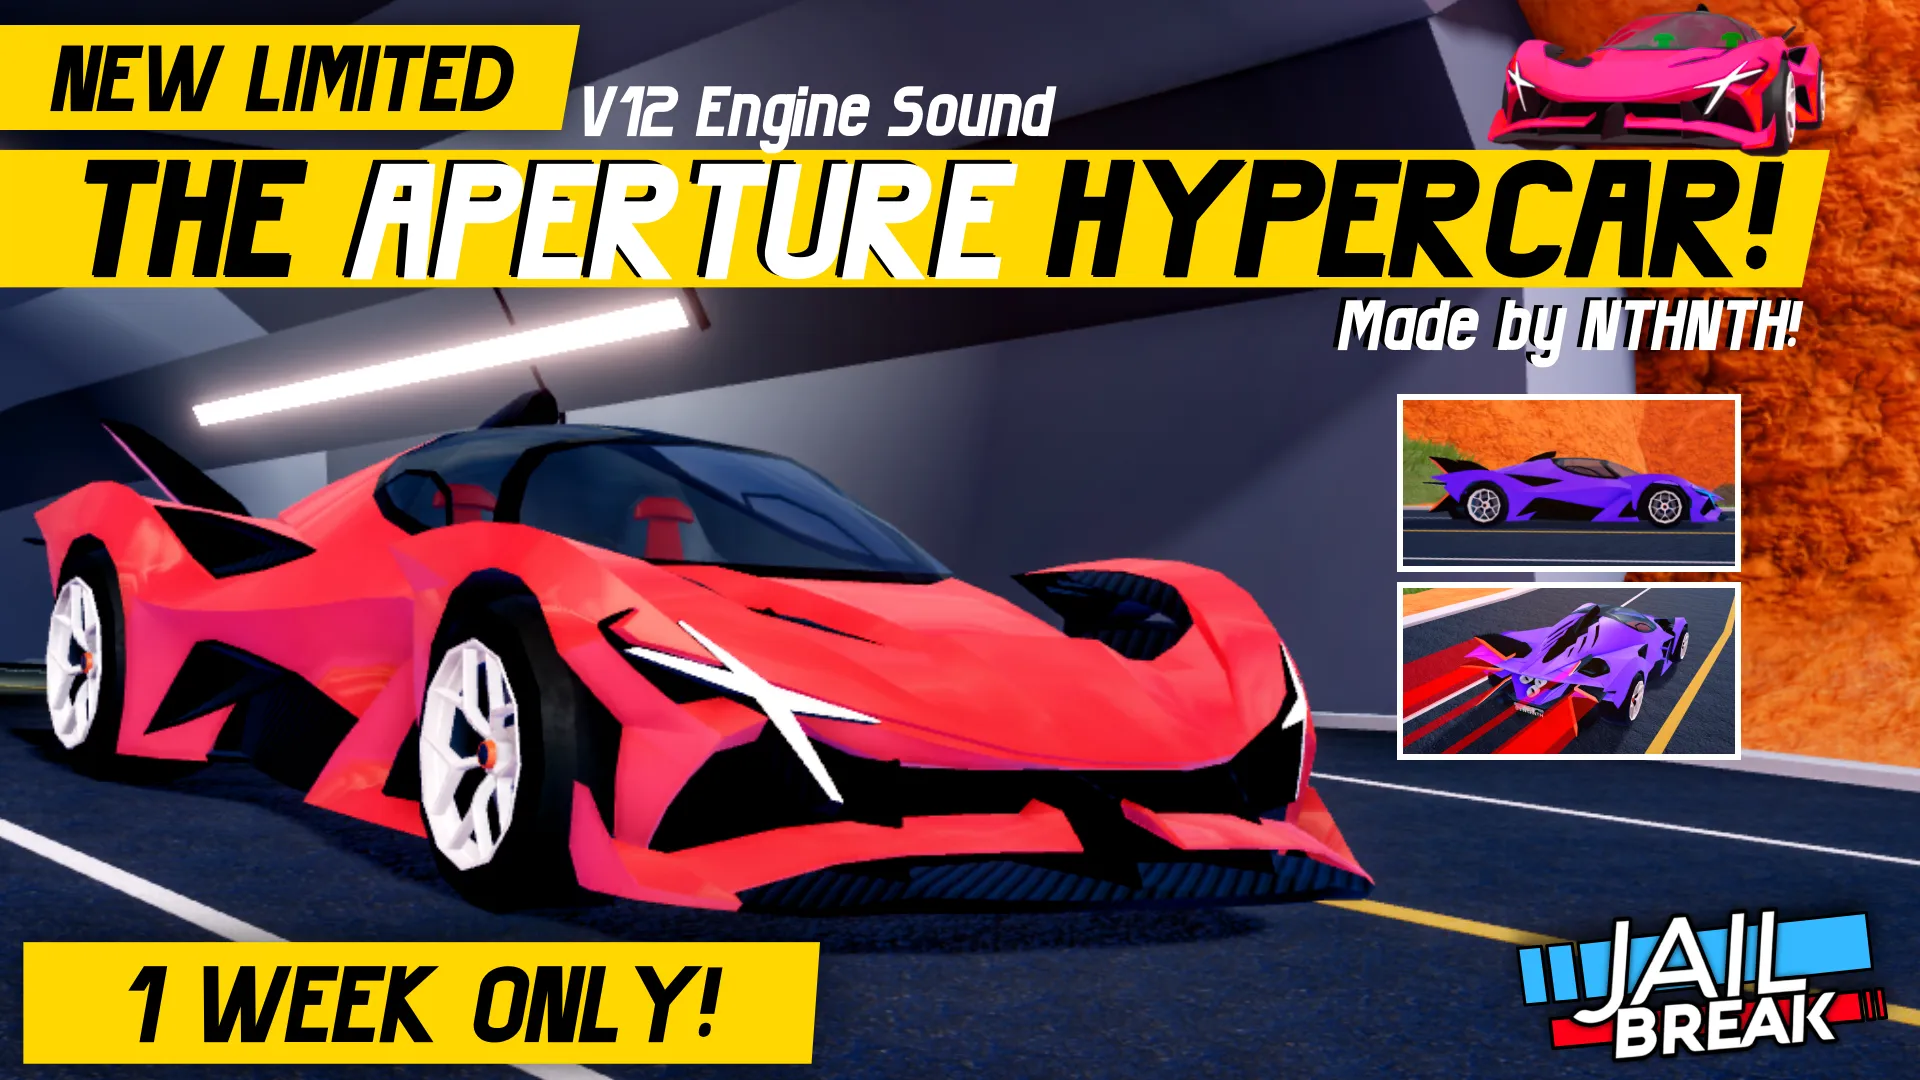 NEW LIMITED
V12 Engine Sound
THE APERTURE HYPERCAR!
Made by NTHNTH!
1 WEEK ONLY!
JAIL
BREAK